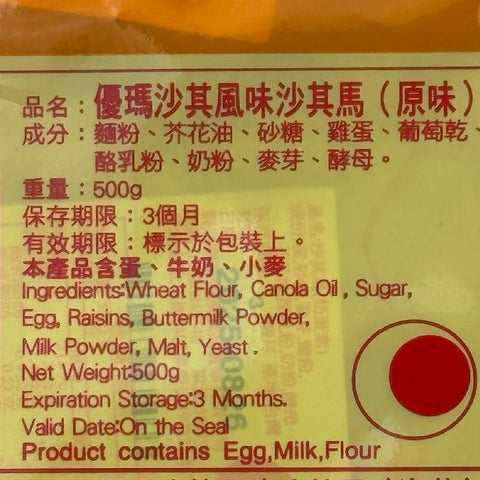 品名：優瑪沙其風味沙其馬（原味）
成分：麵粉、芥花油、砂糖、雞蛋、葡萄乾、
酪乳粉、奶粉、麥芽、酵母。
重量：500g
保存期限：3個月
有效期限：標示於包裝上。
本產品含蛋、牛奶、小麥
Ingredients:Wheat Flour, Canola Oil , Sugar,
Egg, Raisins, Buttermilk Powder,
Milk Powder, Malt, Yeast .
Net Weight:500g
Expiration Storage:3 Months.
Valid Date:On the Seal
Product contains Egg,Milk,Flour